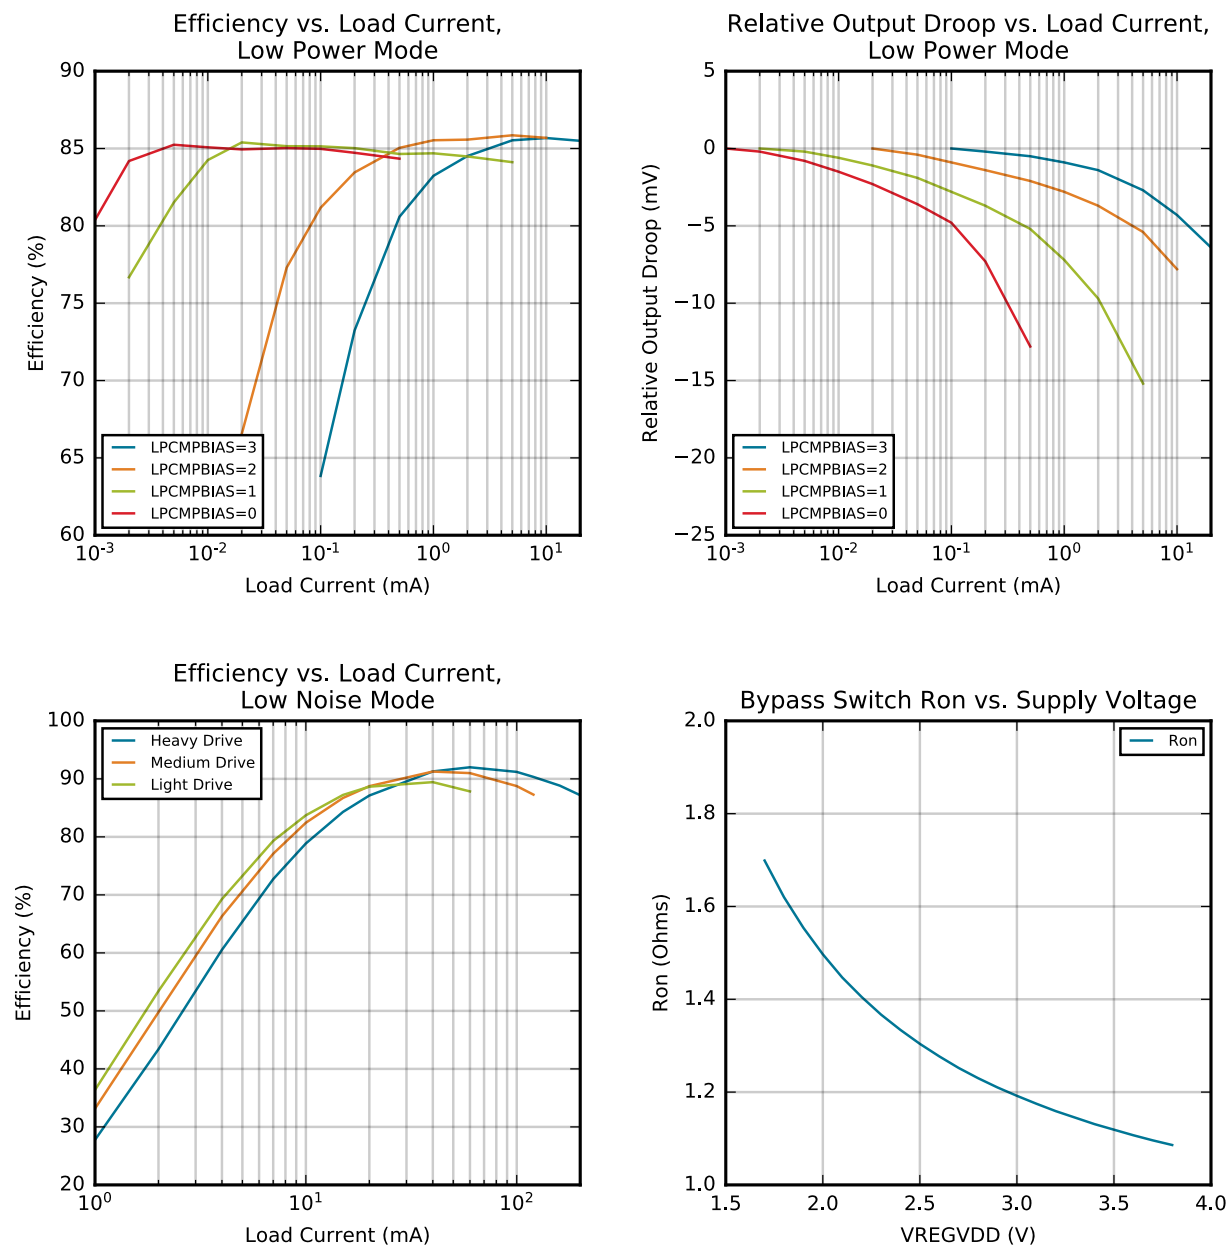 Efficiency vs. Load Current,
Low Power Mode
90
85
80
75
70
65
60
Efficiency (%)
LPCMPBIAS=3
LPCMPBIAS=2
LPCMPBIAS=1
LPCMPBIAS=0
10⁻³ 10⁻² 10⁻¹ 10⁰ 10¹
Load Current (mA)
Relative Output Droop vs. Load Current,
Low Power Mode
5
0
−5
−10
−15
−20
−25
Relative Output Droop (mV)
LPCMPBIAS=3
LPCMPBIAS=2
LPCMPBIAS=1
LPCMPBIAS=0
10⁻³ 10⁻² 10⁻¹ 10⁰ 10¹
Load Current (mA)
Efficiency vs. Load Current,
Low Noise Mode
100
90
80
70
60
50
40
30
20
Efficiency (%)
Heavy Drive
Medium Drive
Light Drive
10⁰ 10¹ 10²
Load Current (mA)
Bypass Switch Ron vs. Supply Voltage
2.0
1.8
1.6
1.4
1.2
1.0
Ron (Ohms)
Ron
1.5 2.0 2.5 3.0 3.5 4.0
VREGVDD (V)